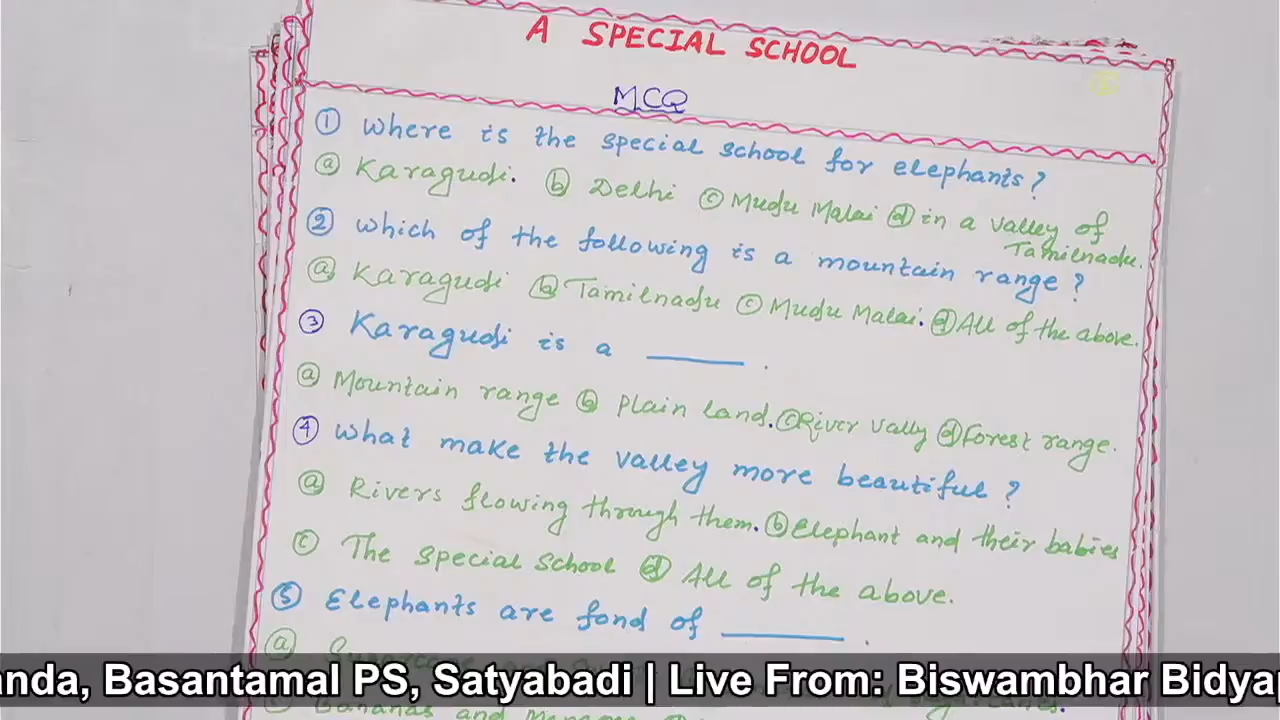 A SPECIAL SCHOOL
MCQ
① Where is the special school for elephants?
ⓐ Karagudi. ⓑ Delhi ⓒ Mudu Malai ⓓ in a valley of
Tamilnadu.
② which of the following is a mountain range?
ⓐ Karagudi ⓑ Tamilnadu ⓒ Mudu Malai. ⓓ All of the above.
③ Karagudi is a ______.
ⓐ Mountain range ⓑ Plain land. ⓒ River vally ⓓ Forest range.
④ What make the valley more beautiful?
ⓐ Rivers flowing through them. ⓑ Elephant and their babies
ⓒ The special school ⓓ All of the above.
⑤ Elephants are fond of ______.
ⓐ
Bananas and
anda, Basantamal PS, Satyabadi | Live From: Biswambhar Bidyap